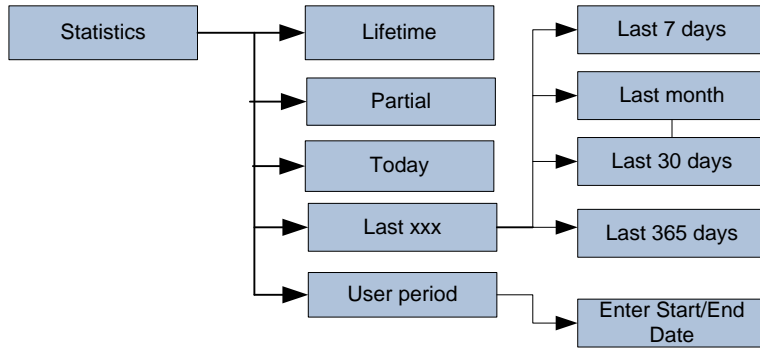 Statistics
Lifetime
Partial
Today
Last xxx
User period
Last 7 days
Last month
Last 30 days
Last 365 days
Enter Start/End
Date